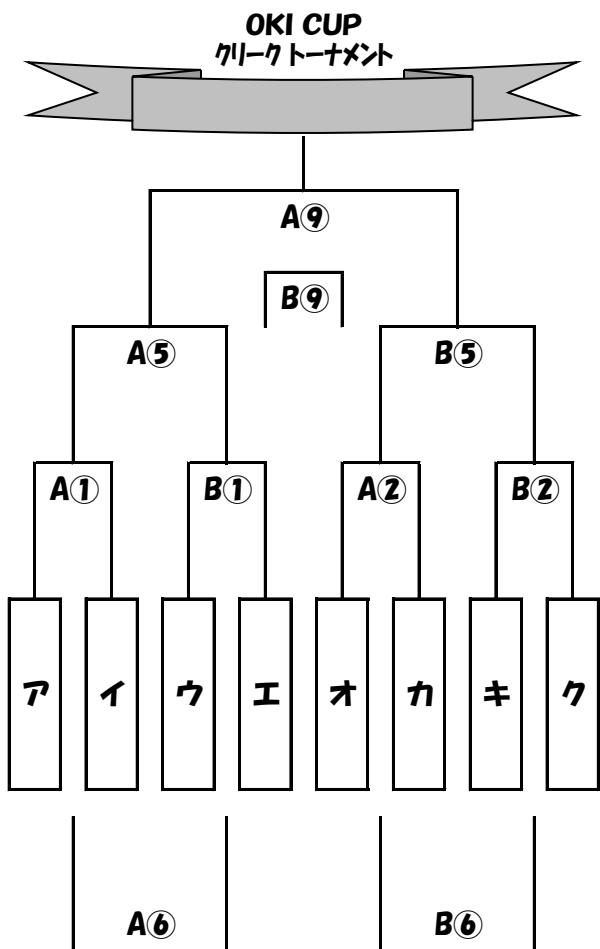 OKI CUP
クリーク トーナメント
A⑨
B⑨
A⑤ B⑤
A① B① A② B②
ア イ ウ エ オ カ キ ク
A⑥ B⑥